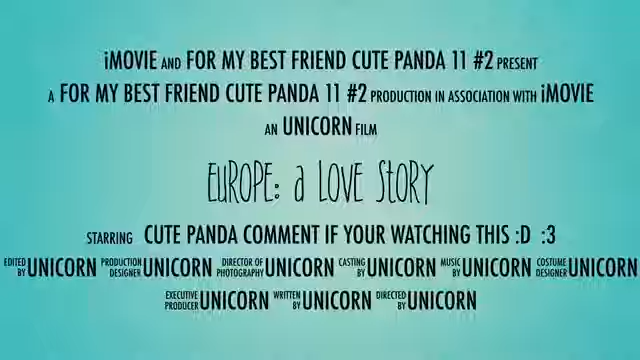 iMOVIE AND FOR MY BEST FRIEND CUTE PANDA 11 #2 PRESENT
A FOR MY BEST FRIEND CUTE PANDA 11 #2 PRODUCTION IN ASSOCIATION WITH iMOVIE
AN UNICORN FILM
EUROPE: a LOVE StORY
STARRING CUTE PANDA COMMENT IF YOUR WATCHING THIS :D :3
EDITED BY UNICORN PRODUCTION DESIGNER UNICORN DIRECTOR OF PHOTOGRAPHY UNICORN CASTING BY UNICORN MUSIC BY UNICORN COSTUME DESIGNER UNICORN
EXECUTIVE PRODUCER UNICORN WRITTEN BY UNICORN DIRECTED BY UNICORN